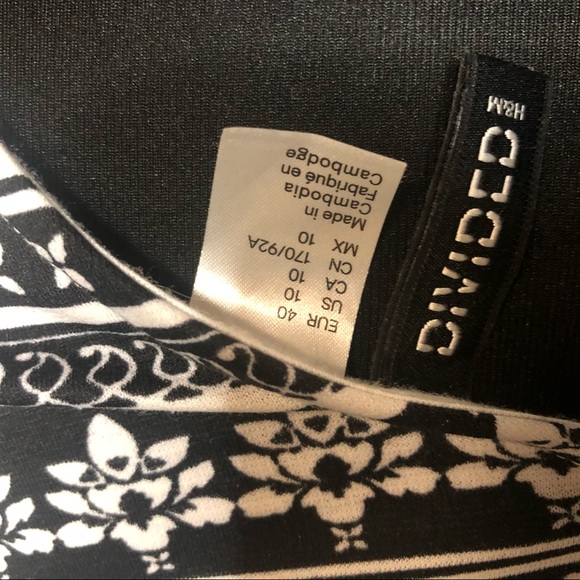 DIVIDED
H&M
EUR 40
US 10
CA 10
CN 170/92A
MX 10
Made in
Cambodia
Fabriqué en
Cambodge